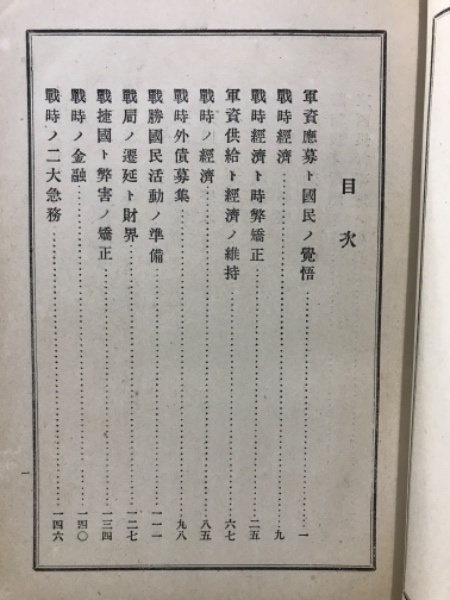 目次
軍資應募ト國民ノ覺悟……一
戰時經濟……九
戰時經濟ト時弊矯正……二五
軍資供給ト經濟ノ維持……六七
戰時ノ經濟……八五
戰時外債募集……九八
戰勝國民活動ノ準備……一一一
戰局ノ遷延ト財界……一二七
戰捷國ト弊害ノ矯正……一三四
戰時ノ金融……一四〇
戰時ノ二大急務……一四六
一